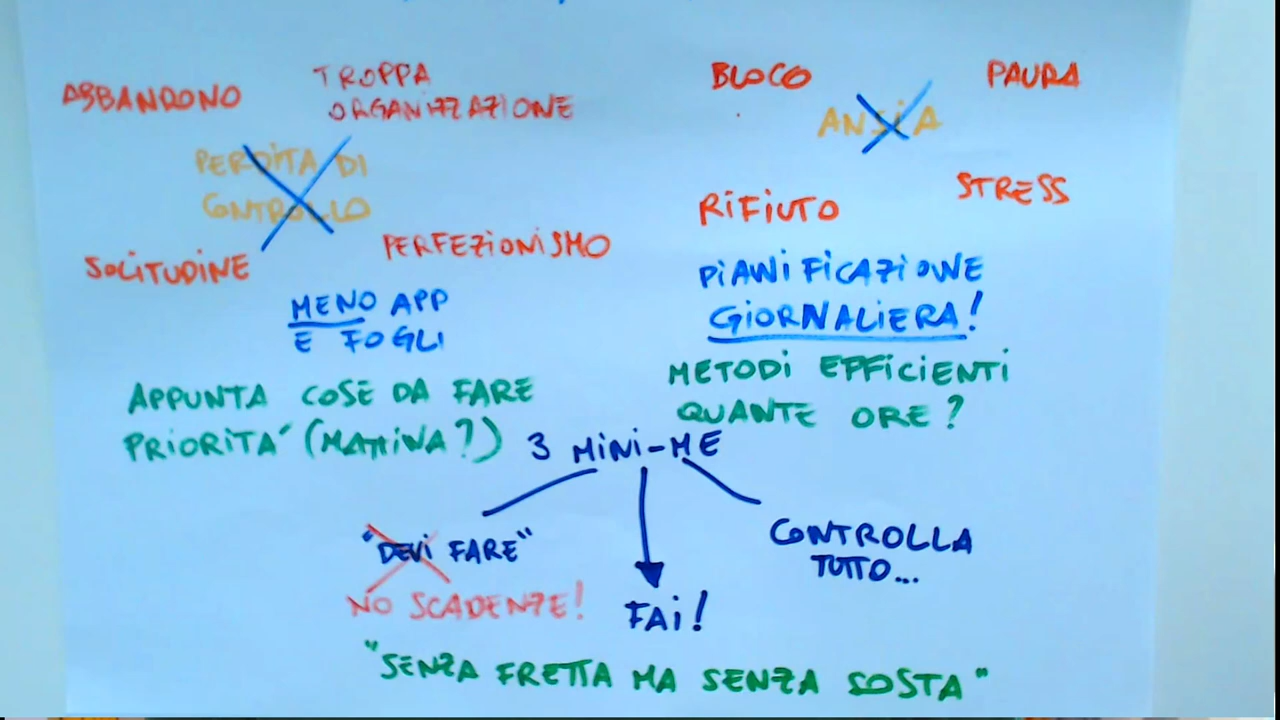 ABBANDONO
TROPPA
ORGANIZZAZIONE
PERDITA DI
CONTROLLO
SOLITUDINE
PERFEZIONISMO
MENO APP
E FOGLI
APPUNTA COSE DA FARE
PRIORITA' (MATTINA?)
BLOCO
PAURA
ANSIA
RIFIUTO
STRESS
PIANIFICAZIONE
GIORNALIERA!
METODI EFFICIENTI
QUANTE ORE?
3 MINI-ME
"DEVI FARE"
NO SCADENZE!
FAI!
CONTROLLA
TUTTO...
"SENZA FRETTA MA SENZA SOSTA"